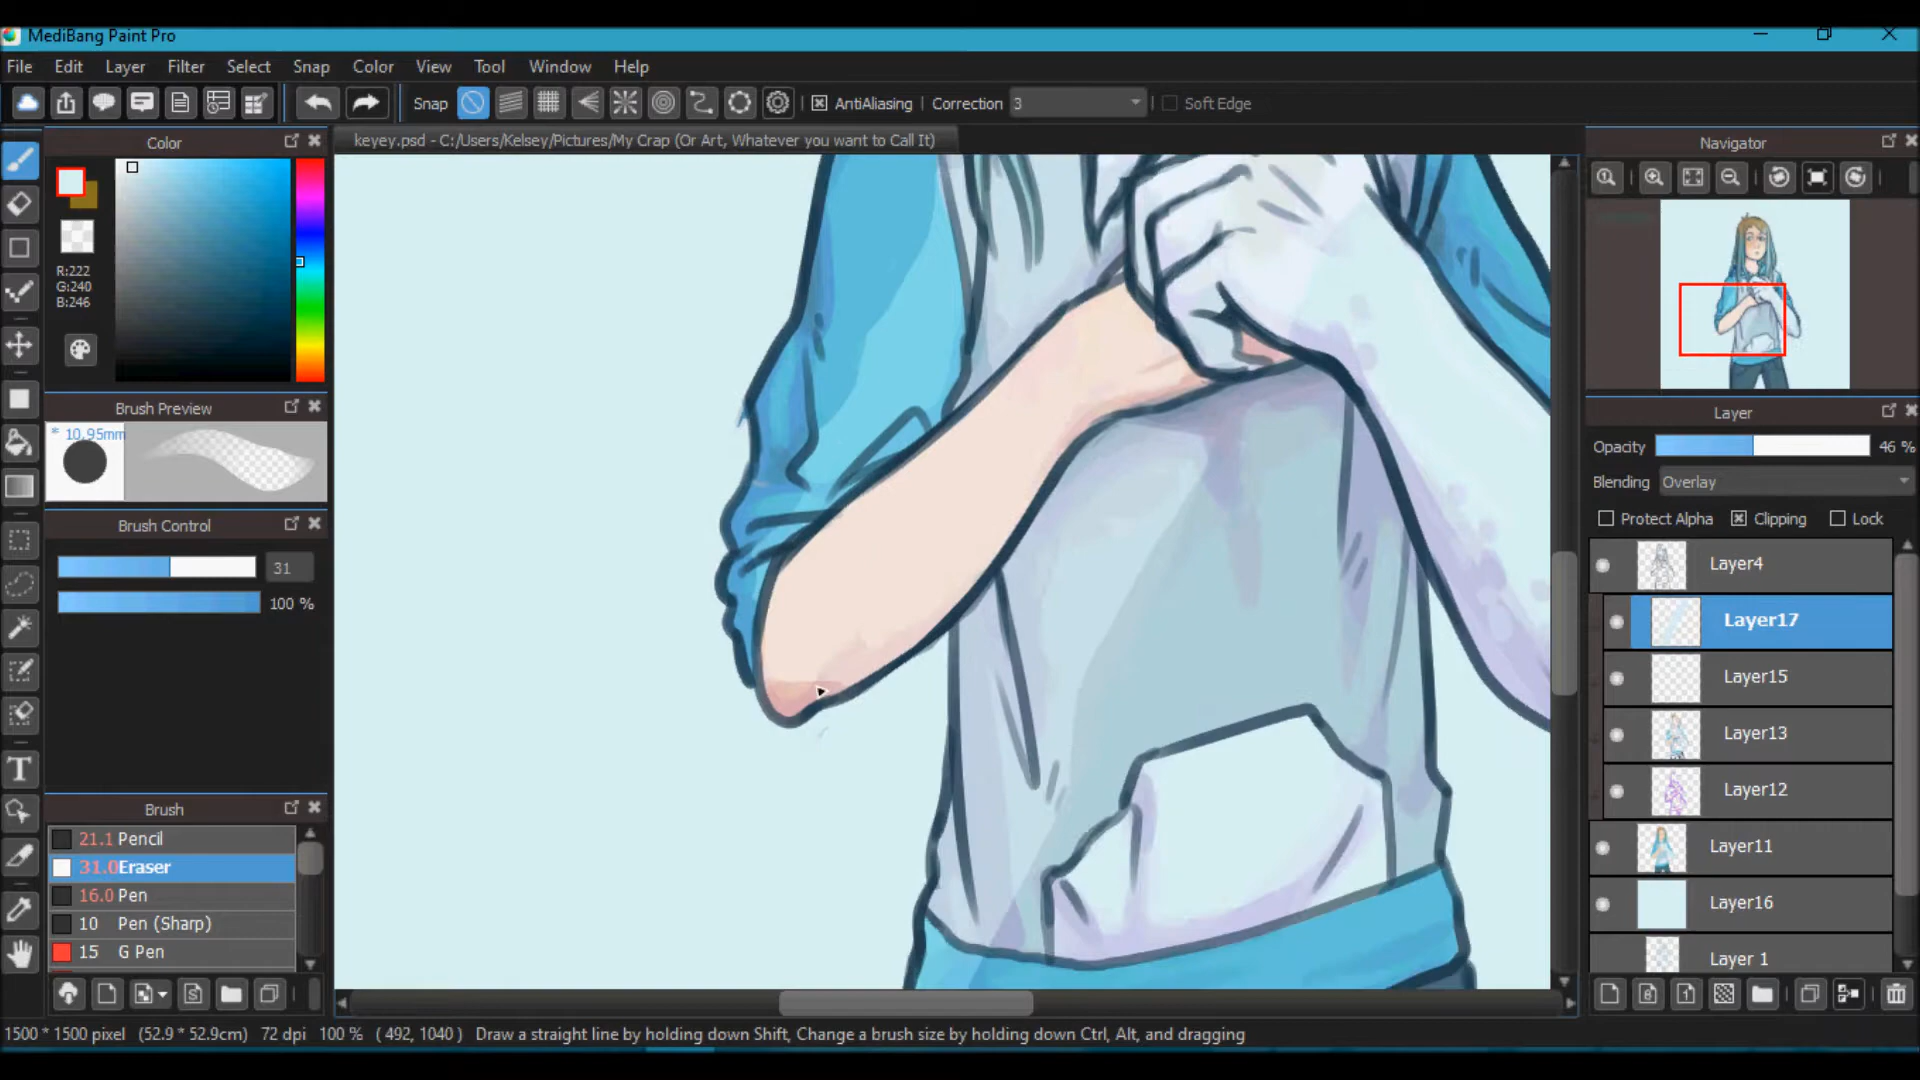 MediBang Paint Pro
File Edit Layer Filter Select Snap Color View Tool Window Help
Snap AntiAliasing Correction 3 Soft Edge
Color
keyey.psd - C:/Users/Kelsey/Pictures/My Crap (Or Art, Whatever you want to Call It)
Navigator
R:222
G:240
B:246
Brush Preview
* 10.95mm
Layer
Opacity 46 %
Blending Overlay
Protect Alpha Clipping Lock
Brush Control
31
100 %
Layer4
Layer17
Layer15
Layer13
Layer12
Layer11
Layer16
Layer 1
Brush
21.1 Pencil
31.0 Eraser
16.0 Pen
10 Pen (Sharp)
15 G Pen
T
1500 * 1500 pixel (52.9 * 52.9cm) 72 dpi 100 % ( 492, 1040 ) Draw a straight line by holding down Shift, Change a brush size by holding down Ctrl, Alt, and dragging